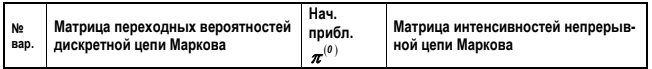 №
вар.
Матрица переходных вероятностей
дискретной цепи Маркова
Нач.
прибл.
π⁽⁰⁾
Матрица интенсивностей непрерыв-
ной цепи Маркова